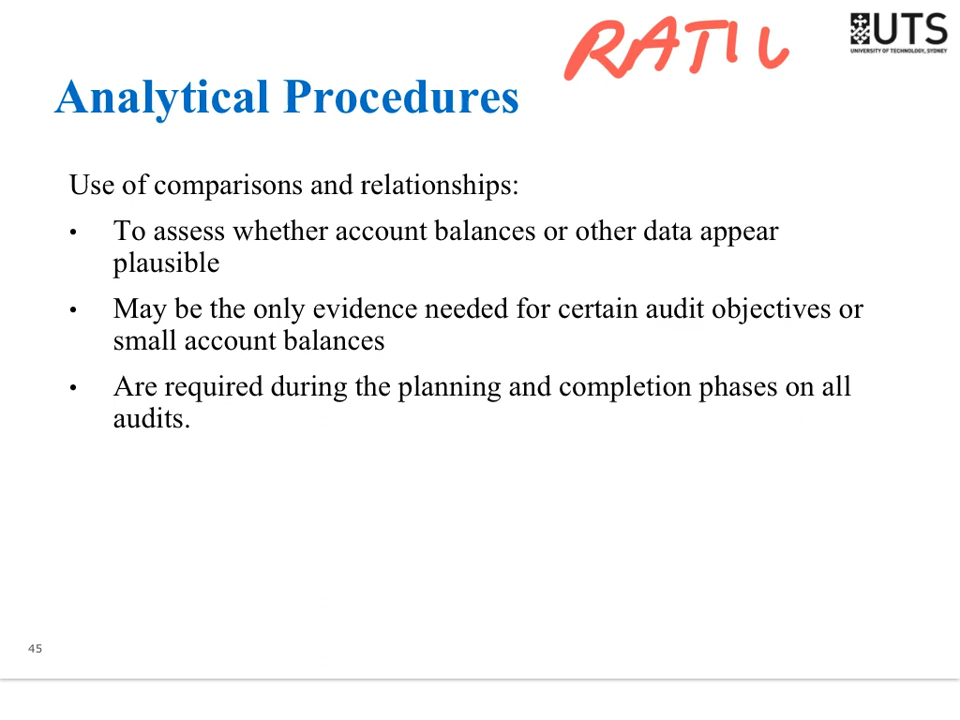 RATIU
UTS
UNIVERSITY OF TECHNOLOGY, SYDNEY
Analytical Procedures
Use of comparisons and relationships:
• To assess whether account balances or other data appear
plausible
• May be the only evidence needed for certain audit objectives or
small account balances
• Are required during the planning and completion phases on all
audits.
45